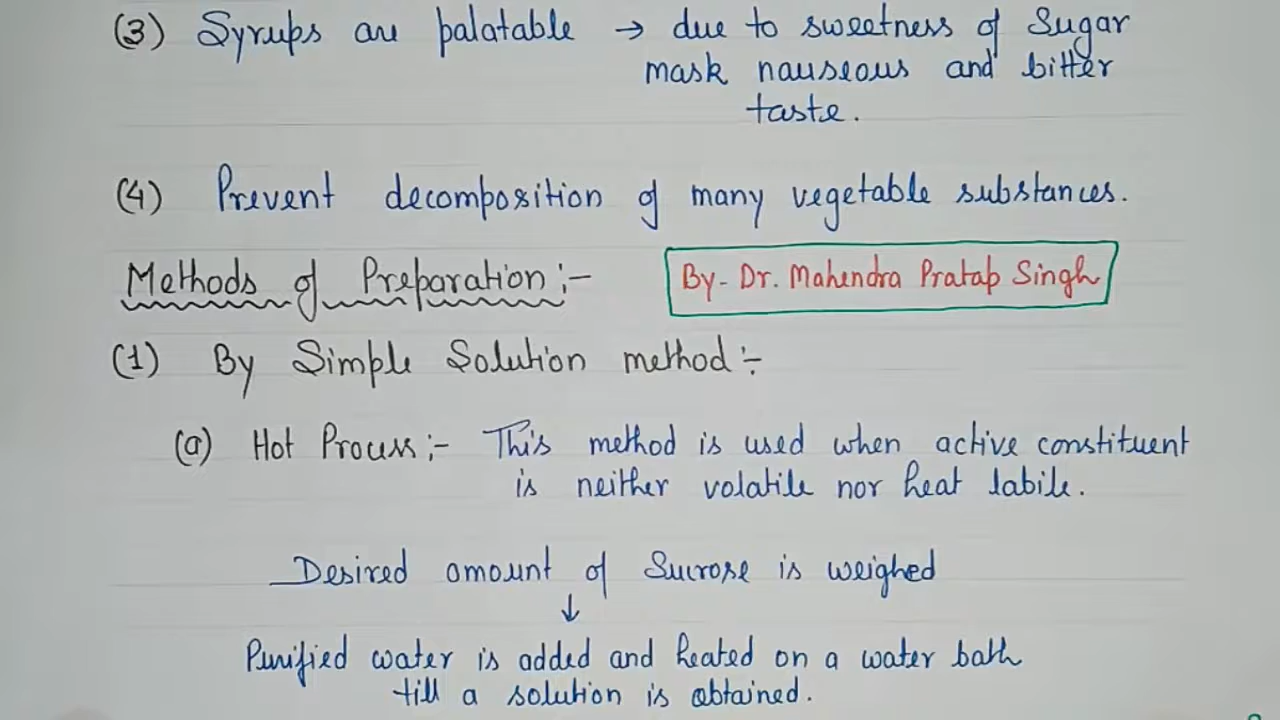 (3) Syrups are palatable → due to sweetness of Sugar
mask nauseous and bitter
taste.
(4) Prevent decomposition of many vegetable substances.
Methods of Preparation :-
By- Dr. Mahendra Pratap Singh
(1) By Simple Solution method :-
(a) Hot Process :- This method is used when active constituent
is neither volatile nor heat labile.
Desired amount of Sucrose is weighed
↓
Purified water is added and heated on a water bath
till a solution is obtained.